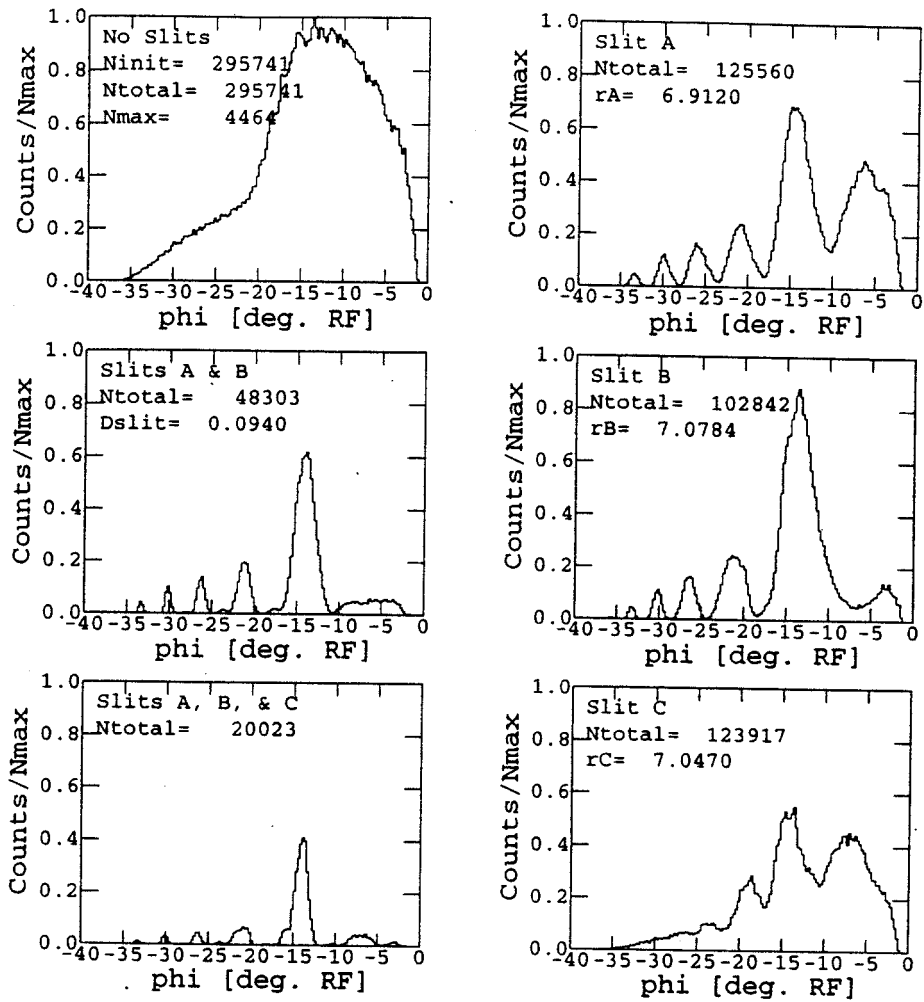 No Slits
Ninit= 295741
Ntotal= 295741
Nmax= 4464
Counts/Nmax
1.0
0.8
0.6
0.4
0.2
0.0
-40 -35 -30 -25 -20 -15 -10 -5 0
phi [deg. RF]
Slit A
Ntotal= 125560
rA= 6.9120
Counts/Nmax
1.0
0.8
0.6
0.4
0.2
0.0
-40 -35 -30 -25 -20 -15 -10 -5 0
phi [deg. RF]
Slits A & B
Ntotal= 48303
Dslit= 0.0940
Counts/Nmax
1.0
0.8
0.6
0.4
0.2
0.0
-40 -35 -30 -25 -20 -15 -10 -5 0
phi [deg. RF]
Slit B
Ntotal= 102842
rB= 7.0784
Counts/Nmax
1.0
0.8
0.6
0.4
0.2
0.0
-40 -35 -30 -25 -20 -15 -10 -5 0
phi [deg. RF]
Slits A, B, & C
Ntotal= 20023
Counts/Nmax
1.0
0.8
0.6
0.4
0.2
0.0
-40 -35 -30 -25 -20 -15 -10 -5 0
phi [deg. RF]
Slit C
Ntotal= 123917
rC= 7.0470
Counts/Nmax
1.0
0.8
0.6
0.4
0.2
0.0
-40 -35 -30 -25 -20 -15 -10 -5 0
phi [deg. RF]